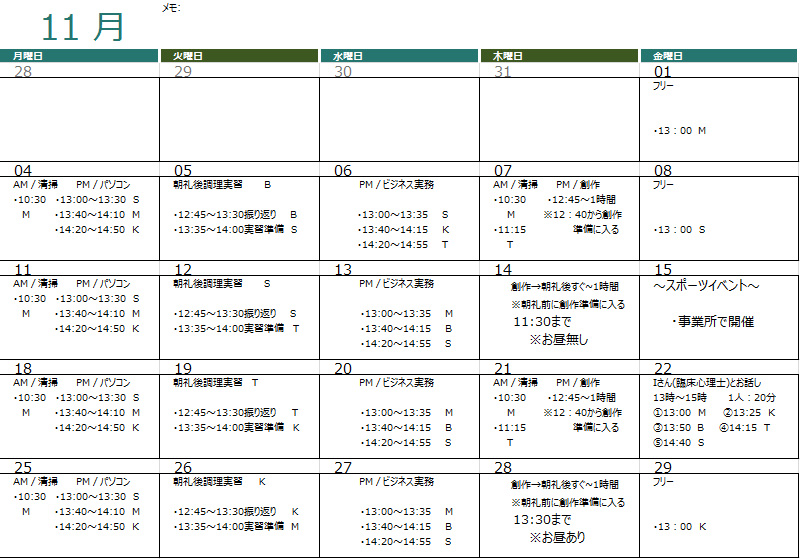 メモ:
11 月
月曜日 火曜日 水曜日 木曜日 金曜日
28 29 30 31 01
フリー
・13：00 M
04 05 06 07 08
AM / 清掃 PM / パソコン
・10:30 ・13:00～13:30 S
M ・13:40～14:10 M
・14:20～14:50 K
朝礼後調理実習 B
・12:45～13:30振り返り B
・13:35～14:00実習準備 S
PM / ビジネス実務
・13:00～13:35 S
・13:40～14:15 K
・14:20～14:55 T
AM / 清掃 PM / 創作
・10:30 ・12:45～1時間
M ※12：40から創作
・11:15 準備に入る
T
フリー
・13：00 S
11 12 13 14 15
AM / 清掃 PM / パソコン
・10:30 ・13:00～13:30 S
M ・13:40～14:10 M
・14:20～14:50 K
朝礼後調理実習 S
・12:45～13:30振り返り S
・13:35～14:00実習準備 T
PM / ビジネス実務
・13:00～13:35 M
・13:40～14:15 B
・14:20～14:55 S
創作→朝礼後すぐ~1時間
※朝礼前に創作準備に入る
11:30まで
※お昼無し
～スポーツイベント～
・事業所で開催
18 19 20 21 22
AM / 清掃 PM / パソコン
・10:30 ・13:00～13:30 S
M ・13:40～14:10 M
・14:20～14:50 K
朝礼後調理実習 T
・12:45～13:30振り返り T
・13:35～14:00実習準備 K
PM / ビジネス実務
・13:00～13:35 M
・13:40～14:15 B
・14:20～14:55 S
AM / 清掃 PM / 創作
・10:30 ・12:45～1時間
M ※12：40から創作
・11:15 準備に入る
T
Iさん(臨床心理士)とお話し
13時～15時 1人：20分
①13:00 M ②13:25 K
③13:50 B ④14:15 T
⑤14:40 S
25 26 27 28 29
AM / 清掃 PM / パソコン
・10:30 ・13:00～13:30 S
M ・13:40～14:10 M
・14:20～14:50 K
朝礼後調理実習 K
・12:45～13:30振り返り K
・13:35～14:00実習準備 M
PM / ビジネス実務
・13:00～13:35 M
・13:40～14:15 B
・14:20～14:55 S
創作→朝礼後すぐ~1時間
※朝礼前に創作準備に入る
13:30まで
※お昼あり
フリー
・13：00 K